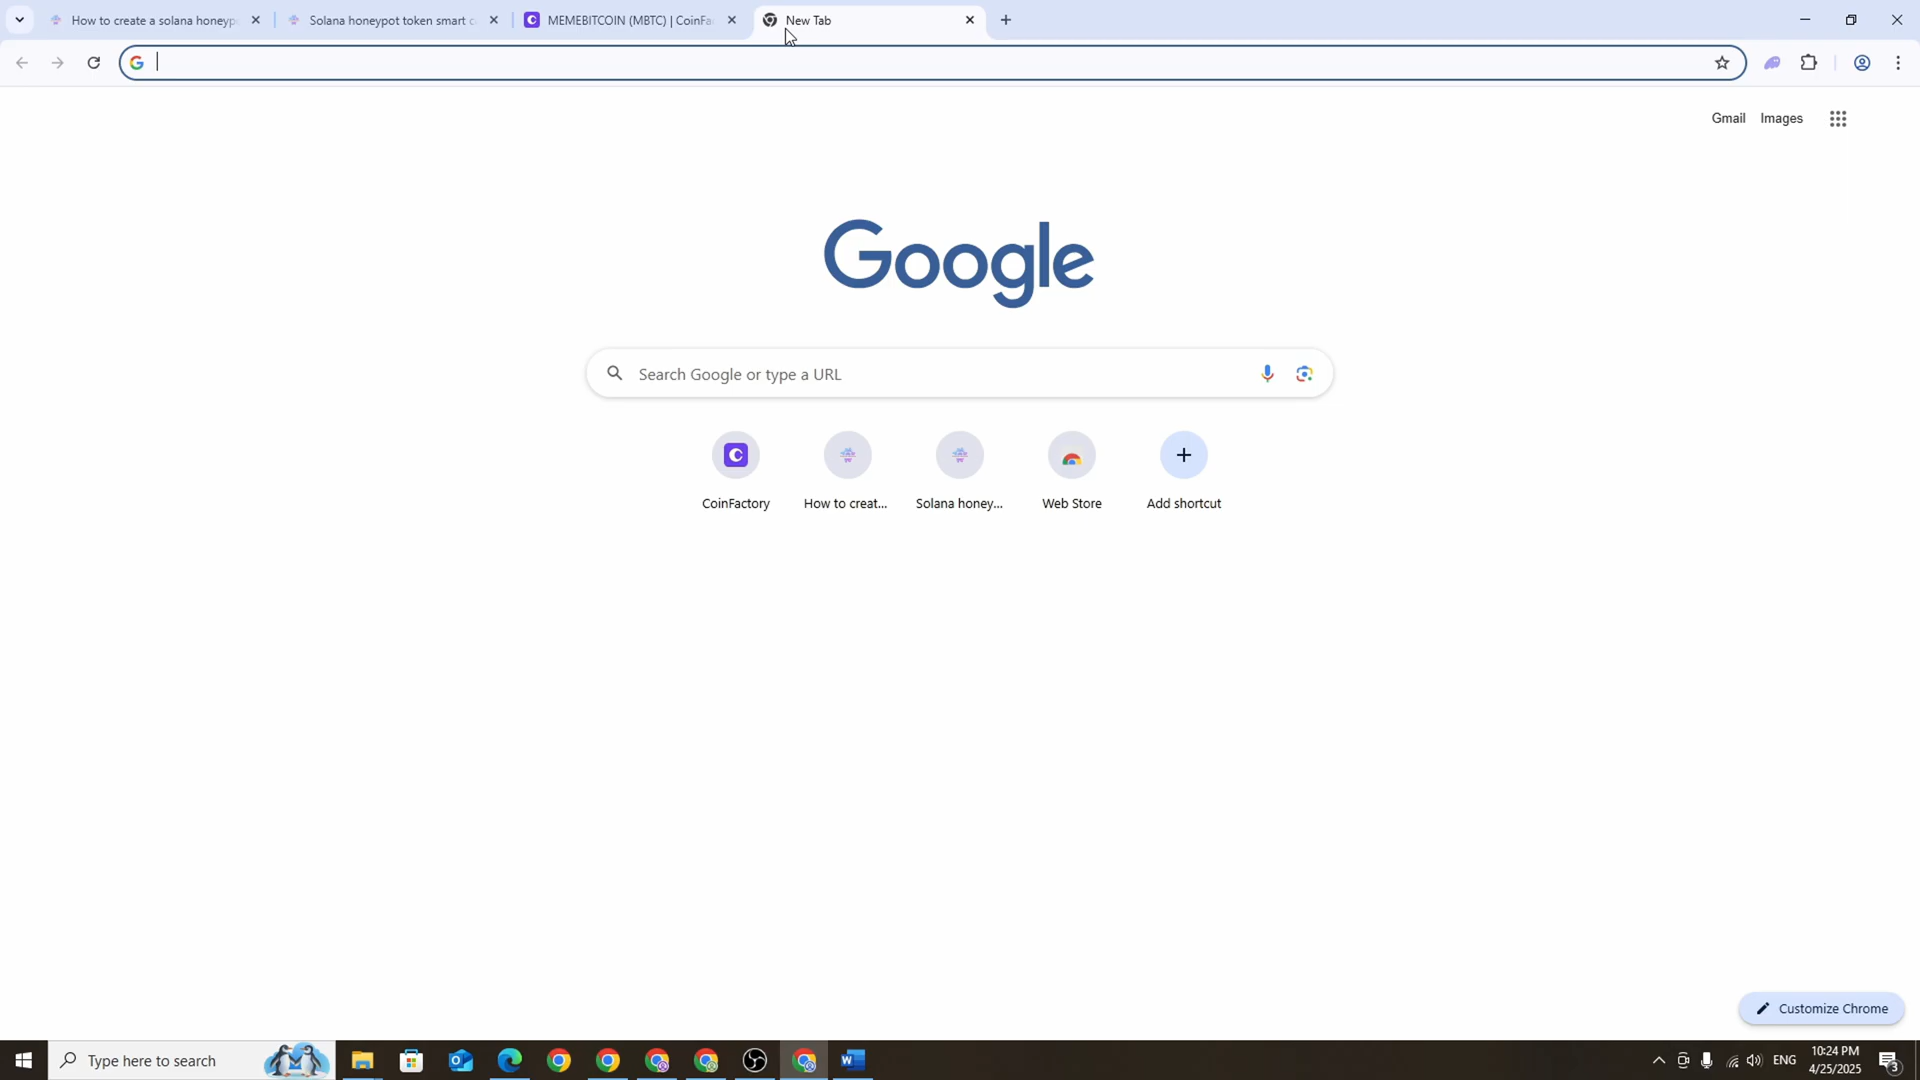 How to create a solana honeyp
Solana honeypot token smart c
MEMEBITCOIN (MBTC) | CoinFa
New Tab
Gmail
Images
Google
Search Google or type a URL
CoinFactory
How to creat...
Solana honey...
Web Store
Add shortcut
Customize Chrome
Type here to search
ENG
10:24 PM
4/25/2025
3